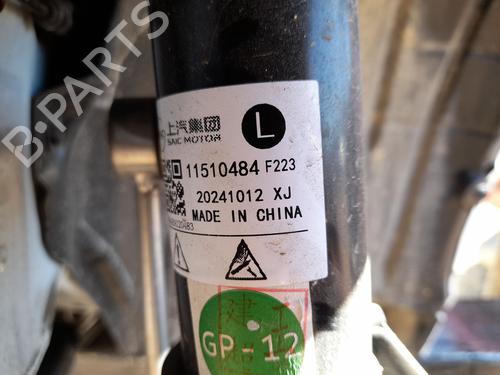 B-PARTS
上汽集团
SAIC MOTOR
L
11510484 F223
20241012 XJ
MADE IN CHINA
GP-12